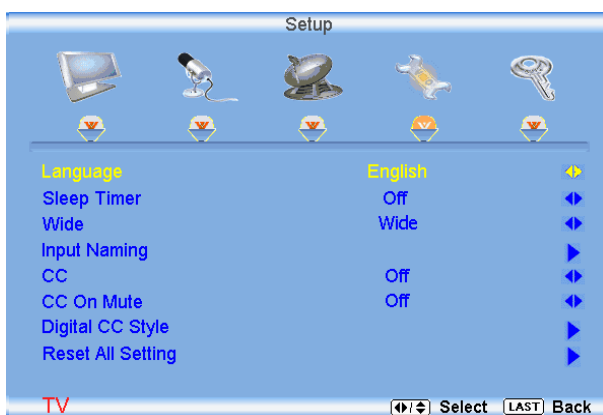 Setup
Language English
Sleep Timer Off
Wide Wide
Input Naming
CC Off
CC On Mute Off
Digital CC Style
Reset All Setting
TV Select LAST Back